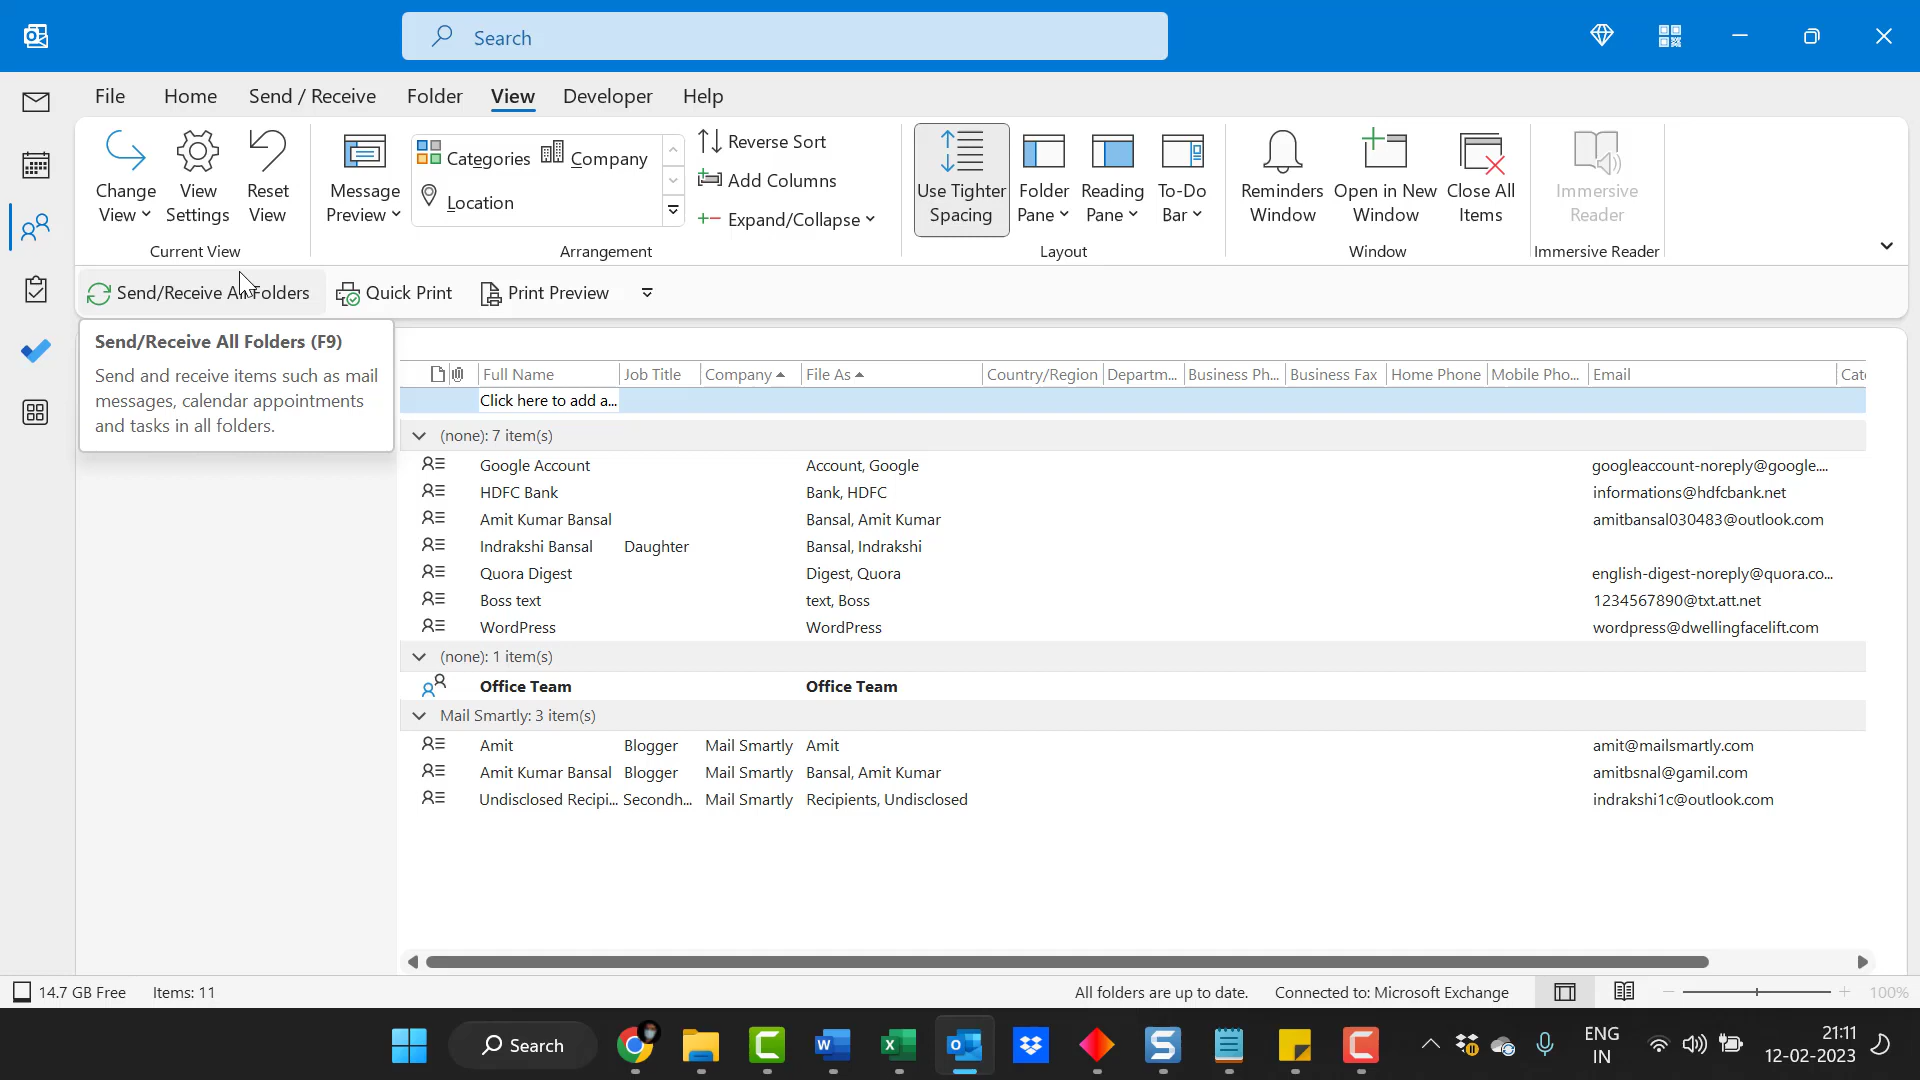 Search
File Home Send / Receive Folder View Developer Help
Change View
View Settings
Reset View
Current View
Message Preview
Categories
Company
Location
Reverse Sort
Add Columns
Expand/Collapse
Arrangement
Use Tighter Spacing
Folder Pane
Reading Pane
To-Do Bar
Layout
Reminders Window
Open in New Window
Close All Items
Window
Immersive Reader
Immersive Reader
Send/Receive All Folders Quick Print Print Preview
Send/Receive All Folders (F9)
Send and receive items such as mail
messages, calendar appointments
and tasks in all folders.
Full Name Job Title Company File As Country/Region Departm... Business Ph... Business Fax Home Phone Mobile Pho... Email Cate
Click here to add a...
(none): 7 item(s)
Google Account Account, Google googleaccount-noreply@google....
HDFC Bank Bank, HDFC informations@hdfcbank.net
Amit Kumar Bansal Bansal, Amit Kumar amitbansal030483@outlook.com
Indrakshi Bansal Daughter Bansal, Indrakshi
Quora Digest Digest, Quora english-digest-noreply@quora.co...
Boss text text, Boss 1234567890@txt.att.net
WordPress WordPress wordpress@dwellingfacelift.com
(none): 1 item(s)
Office Team Office Team
Mail Smartly: 3 item(s)
Amit Blogger Mail Smartly Amit amit@mailsmartly.com
Amit Kumar Bansal Blogger Mail Smartly Bansal, Amit Kumar amitbsnal@gamil.com
Undisclosed Recipi... Secondh... Mail Smartly Recipients, Undisclosed indrakshi1c@outlook.com
14.7 GB Free Items: 11 All folders are up to date. Connected to: Microsoft Exchange 100%
Search
ENG
IN
21:11
12-02-2023